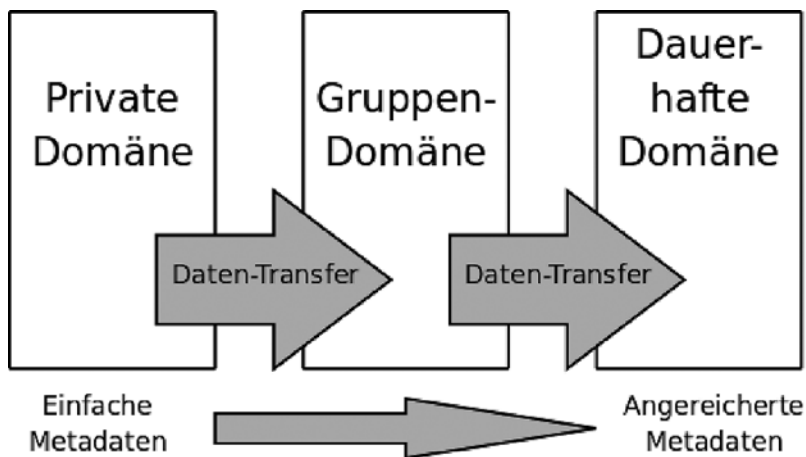 Private
Domäne
Gruppen-
Domäne
Dauer-
hafte
Domäne
Daten-Transfer
Daten-Transfer
Einfache
Metadaten
Angereicherte
Metadaten